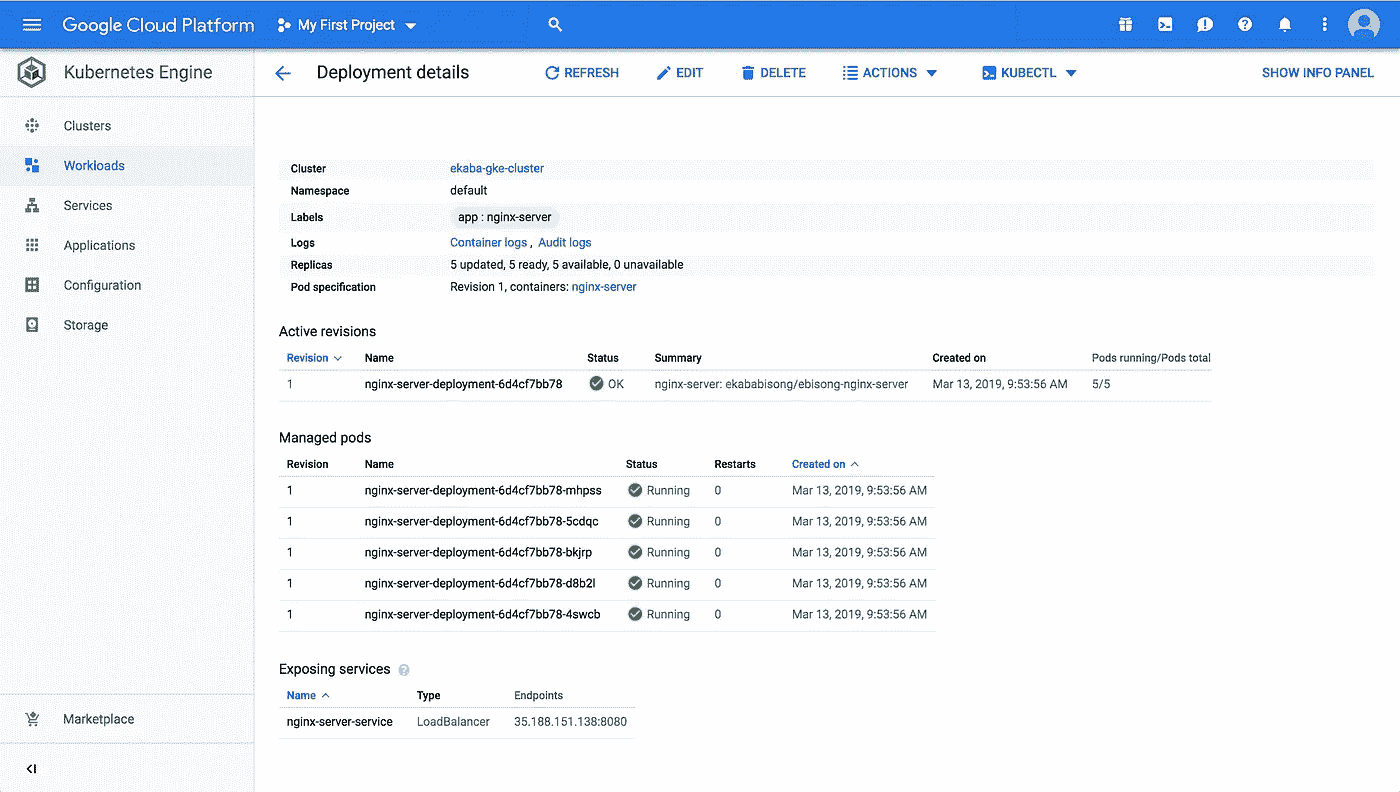 Google Cloud Platform My First Project
Kubernetes Engine Deployment details REFRESH EDIT DELETE ACTIONS KUBECTL SHOW INFO PANEL
Clusters
Workloads
Services
Applications
Configuration
Storage
Marketplace
Cluster ekaba-gke-cluster
Namespace default
Labels app : nginx-server
Logs Container logs , Audit logs
Replicas 5 updated, 5 ready, 5 available, 0 unavailable
Pod specification Revision 1, containers: nginx-server
Active revisions
Revision Name Status Summary Created on Pods running/Pods total
1 nginx-server-deployment-6d4cf7bb78 OK nginx-server: ekababisong/ebisong-nginx-server Mar 13, 2019, 9:53:56 AM 5/5
Managed pods
Revision Name Status Restarts Created on
1 nginx-server-deployment-6d4cf7bb78-mhpss Running 0 Mar 13, 2019, 9:53:56 AM
1 nginx-server-deployment-6d4cf7bb78-5cdqc Running 0 Mar 13, 2019, 9:53:56 AM
1 nginx-server-deployment-6d4cf7bb78-bkjrp Running 0 Mar 13, 2019, 9:53:56 AM
1 nginx-server-deployment-6d4cf7bb78-d8b2l Running 0 Mar 13, 2019, 9:53:56 AM
1 nginx-server-deployment-6d4cf7bb78-4swcb Running 0 Mar 13, 2019, 9:53:56 AM
Exposing services
Name Type Endpoints
nginx-server-service LoadBalancer 35.188.151.138:8080